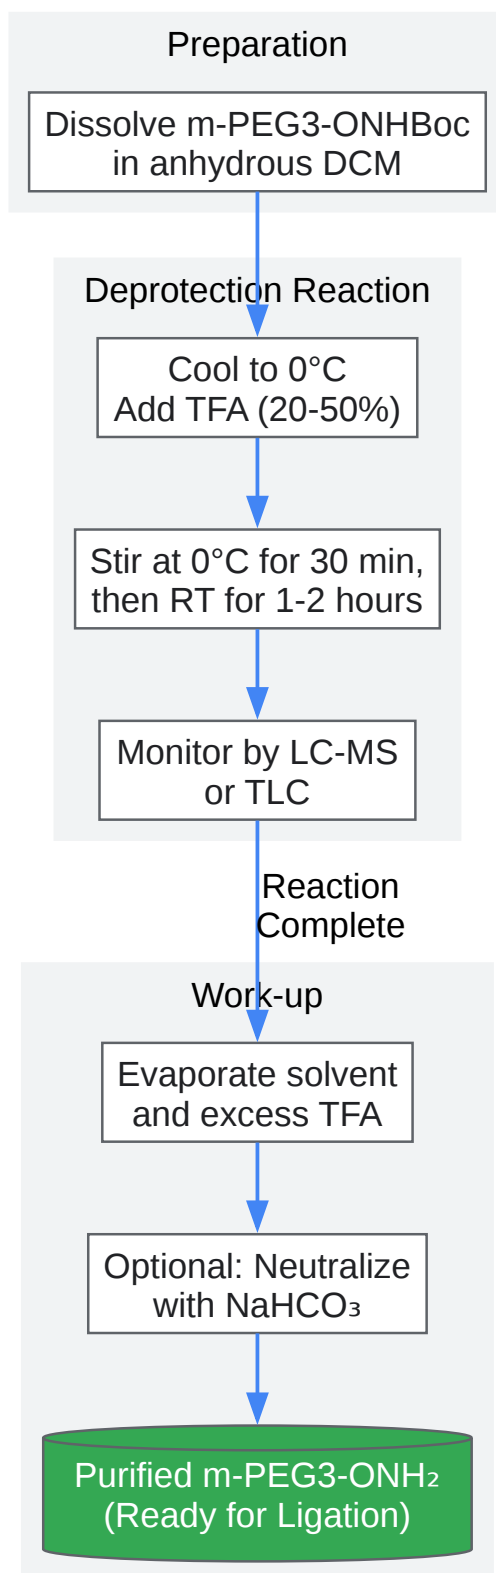 Preparation
Dissolve m-PEG3-ONHBoc
in anhydrous DCM
Deprotection Reaction
Cool to 0°C
Add TFA (20-50%)
Stir at 0°C for 30 min,
then RT for 1-2 hours
Monitor by LC-MS
or TLC
Reaction
Complete
Work-up
Evaporate solvent
and excess TFA
Optional: Neutralize
with NaHCO₃
Purified m-PEG3-ONH₂
(Ready for Ligation)